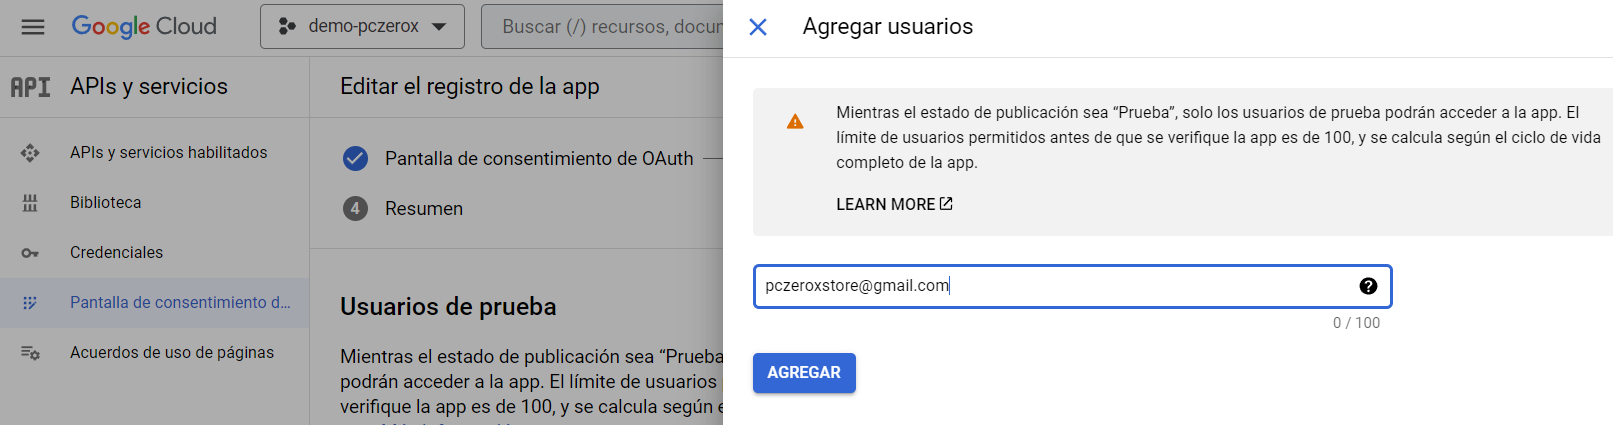 Google Cloud
demo-pczerox
Buscar (/) recursos, docum
API
APIs y servicios
APIs y servicios habilitados
Biblioteca
Credenciales
Pantalla de consentimiento d...
Acuerdos de uso de páginas
Editar el registro de la app
Pantalla de consentimiento de OAuth
4 Resumen
Usuarios de prueba
Mientras el estado de publicación sea “Prueba
podrán acceder a la app. El límite de usuarios
verifique la app es de 100, y se calcula según e
Agregar usuarios
Mientras el estado de publicación sea “Prueba”, solo los usuarios de prueba podrán acceder a la app. El
límite de usuarios permitidos antes de que se verifique la app es de 100, y se calcula según el ciclo de vida
completo de la app.
LEARN MORE
pczeroxstore@gmail.com
0 / 100
AGREGAR